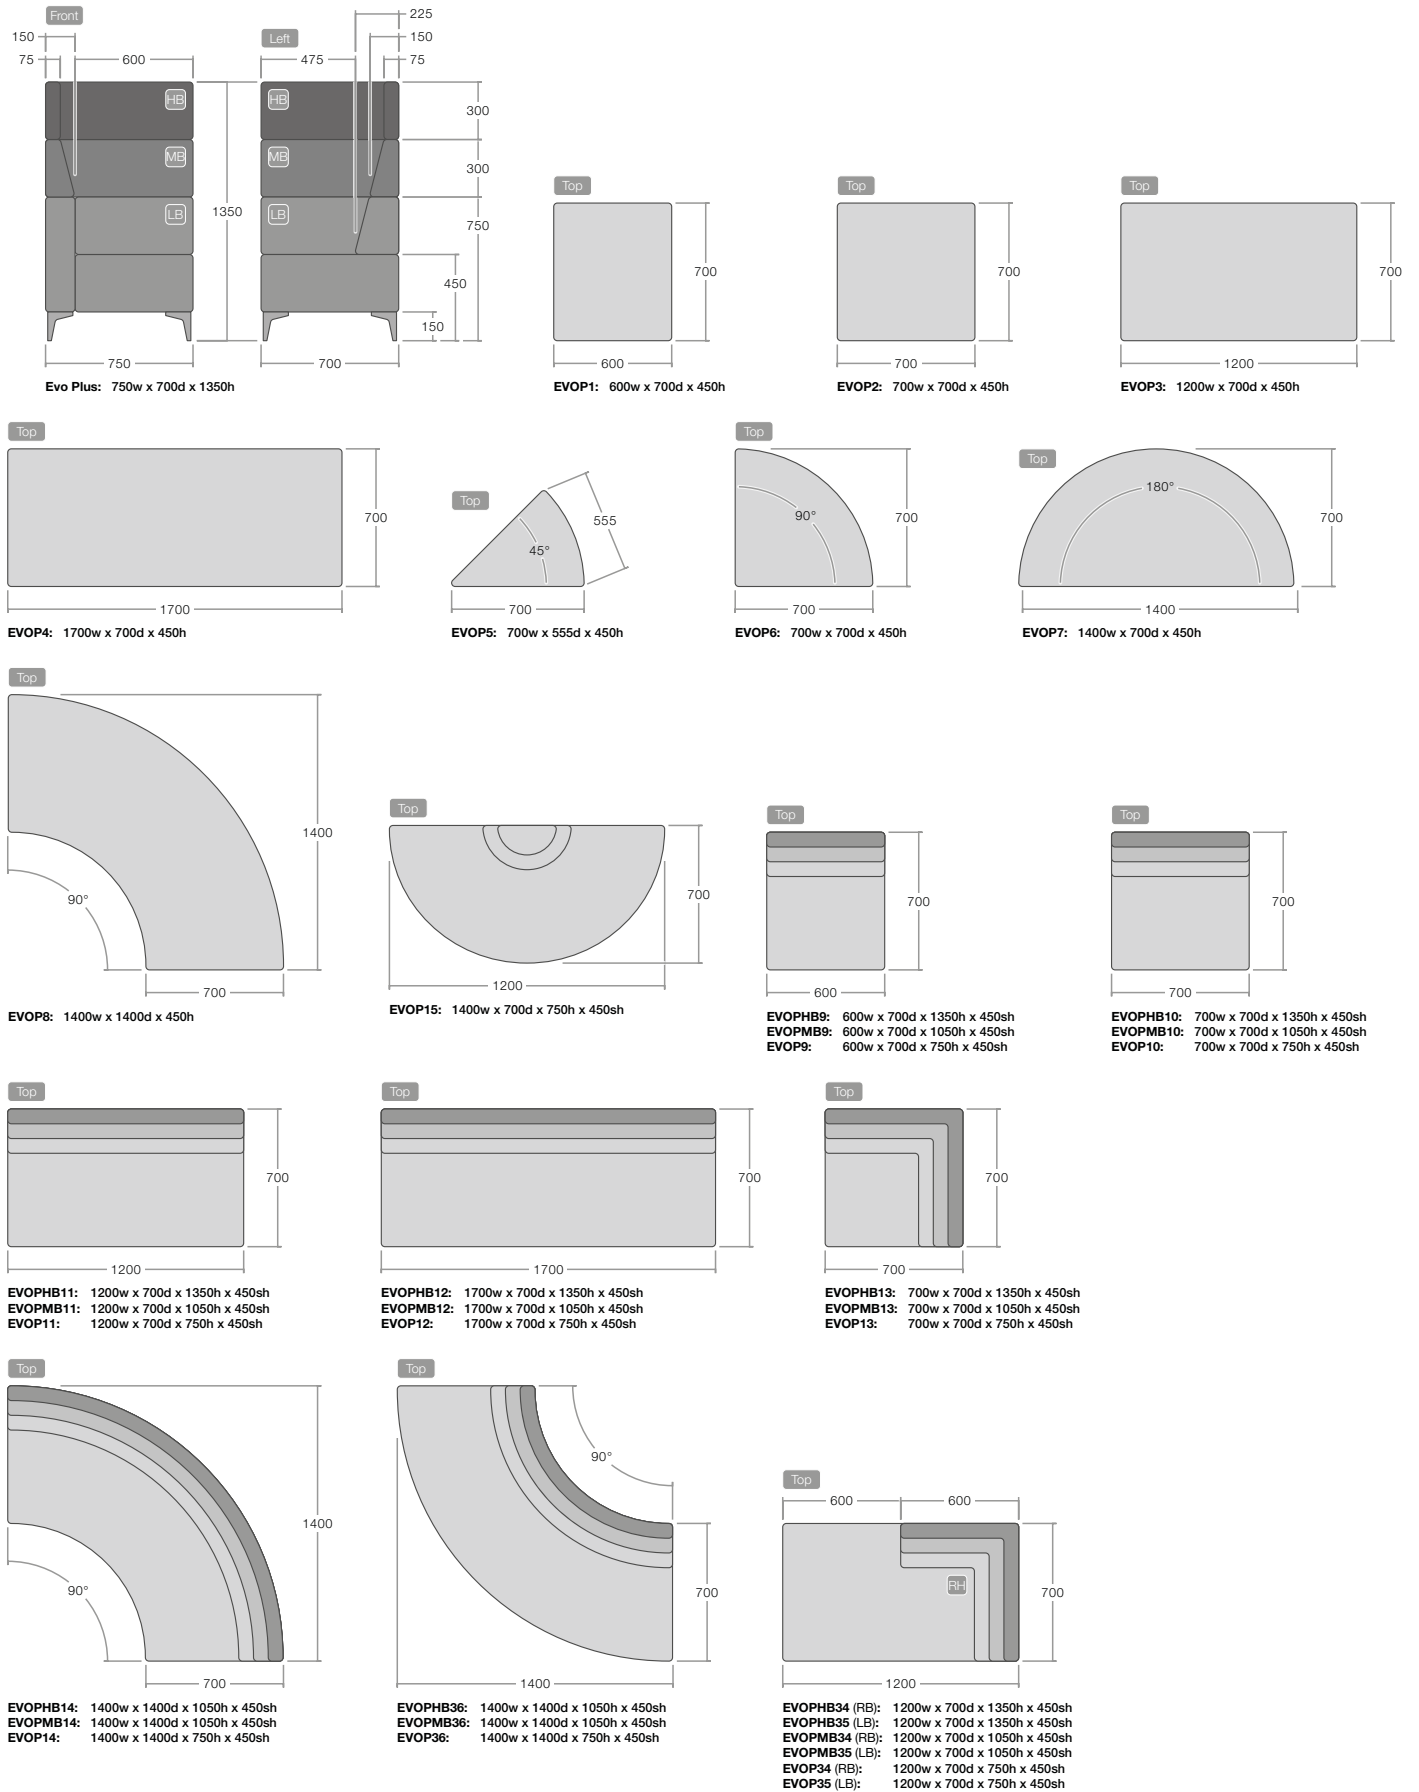 Front
225
150
150
Left
75
600
475
75
HB
HB
300
MB
MB
300
LB
LB
1350
750
450
150
750
700
Evo Plus: 750w x 700d x 1350h
Top
700
600
EVOP1: 600w x 700d x 450h
Top
700
700
EVOP2: 700w x 700d x 450h
Top
700
1200
EVOP3: 1200w x 700d x 450h
Top
700
1700
EVOP4: 1700w x 700d x 450h
Top
555
45°
700
EVOP5: 700w x 555d x 450h
Top
90°
700
700
EVOP6: 700w x 700d x 450h
Top
180°
700
1400
EVOP7: 1400w x 700d x 450h
Top
1400
90°
700
EVOP8: 1400w x 1400d x 450h
Top
700
1200
EVOP15: 1400w x 700d x 750h x 450sh
Top
700
600
EVOPHB9: 600w x 700d x 1350h x 450sh
EVOPMB9: 600w x 700d x 1050h x 450sh
EVOP9: 600w x 700d x 750h x 450sh
Top
700
700
EVOPHB10: 700w x 700d x 1350h x 450sh
EVOPMB10: 700w x 700d x 1050h x 450sh
EVOP10: 700w x 700d x 750h x 450sh
Top
700
1200
EVOPHB11: 1200w x 700d x 1350h x 450sh
EVOPMB11: 1200w x 700d x 1050h x 450sh
EVOP11: 1200w x 700d x 750h x 450sh
Top
700
1700
EVOPHB12: 1700w x 700d x 1350h x 450sh
EVOPMB12: 1700w x 700d x 1050h x 450sh
EVOP12: 1700w x 700d x 750h x 450sh
Top
700
700
EVOPHB13: 700w x 700d x 1350h x 450sh
EVOPMB13: 700w x 700d x 1050h x 450sh
EVOP13: 700w x 700d x 750h x 450sh
Top
1400
90°
700
EVOPHB14: 1400w x 1400d x 1050h x 450sh
EVOPMB14: 1400w x 1400d x 1050h x 450sh
EVOP14: 1400w x 1400d x 750h x 450sh
Top
90°
700
1400
EVOPHB36: 1400w x 1400d x 1050h x 450sh
EVOPMB36: 1400w x 1400d x 1050h x 450sh
EVOP36: 1400w x 1400d x 750h x 450sh
Top
600
600
RH
700
1200
EVOPHB34 (RB): 1200w x 700d x 1350h x 450sh
EVOPHB35 (LB): 1200w x 700d x 1350h x 450sh
EVOPMB34 (RB): 1200w x 700d x 1050h x 450sh
EVOPMB35 (LB): 1200w x 700d x 1050h x 450sh
EVOP34 (RB): 1200w x 700d x 750h x 450sh
EVOP35 (LB): 1200w x 700d x 750h x 450sh